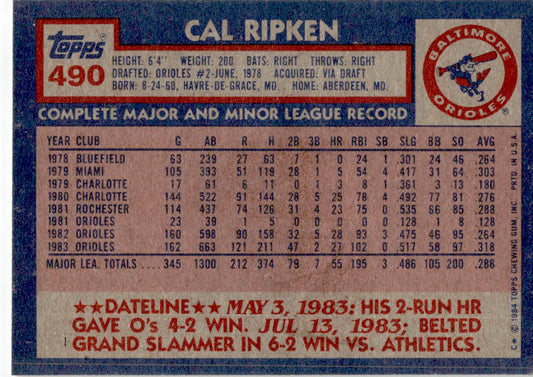 CAL RIPKEN
Topps
490
HEIGHT: 6'4" WEIGHT: 200 BATS: RIGHT THROWS: RIGHT
DRAFTED: ORIOLES #2-JUNE, 1978 ACQUIRED: VIA DRAFT
BORN: 8-24-60, HAVRE-DE-GRACE, MD. HOME: ABERDEEN, MD.
BALTIMORE
ORIOLES
®
COMPLETE MAJOR AND MINOR LEAGUE RECORD
YEAR CLUB G AB R H 2B 3B HR RBI SB SLG BB SO AVG
1978 BLUEFIELD 63 239 27 63 7 1 0 24 1 .301 24 46 .264
1979 MIAMI 105 393 51 119 28 1 5 54 4 .417 31 64 .303
1979 CHARLOTTE 17 61 6 11 0 1 3 8 1 .361 3 13 .180
1980 CHARLOTTE 144 522 91 144 28 5 25 78 4 .492 77 81 .276
1981 ROCHESTER 114 437 74 126 31 4 23 75 0 .535 66 85 .288
1981 ORIOLES 23 39 1 5 0 0 0 0 0 .128 1 8 .128
1982 ORIOLES 160 598 90 158 32 5 28 93 3 .475 46 95 .264
1983 ORIOLES 162 663 121 211 47 2 27 102 0 .517 58 97 .318
MAJOR LEA. TOTALS 345 1300 212 374 79 7 55 195 3 .486 105 200 .288
★★DATELINE★★ MAY 3, 1983: HIS 2-RUN HR
GAVE O's 4-2 WIN. JUL 13, 1983; BELTED
GRAND SLAMMER IN 6-2 WIN VS. ATHLETICS.
C* © 1984 TOPPS CHEWING GUM, INC. PRTD. IN U.S.A.